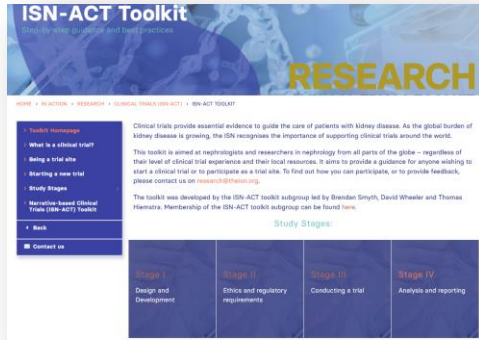 ISN-ACT Toolkit
Step-by-step guidance and best practices
RESEARCH
HOME > IN ACTION > RESEARCH > CLINICAL TRIALS (ISN-ACT) > ISN-ACT TOOLKIT
> Toolkit Homepage
> What is a clinical trial?
> Being a trial site
> Starting a new trial
> Study Stages >
> Narrative-based Clinical
Trials (ISN-ACT) Toolkit
Back
Contact us
Clinical trials provide essential evidence to guide the care of patients with kidney disease. As the global burden of
kidney disease is growing, the ISN recognises the importance of supporting clinical trials around the world.
This toolkit is aimed at nephrologists and researchers in nephrology from all parts of the globe – regardless of
their level of clinical trial experience and their local resources. It aims to provide a guidance for anyone wishing to
start a clinical trial or to participate as a trial site. To find out how you can participate, or to provide feedback,
please contact us on research@theisn.org.
The toolkit was developed by the ISN-ACT toolkit subgroup led by Brendan Smyth, David Wheeler and Thomas
Hiemstra. Membership of the ISN-ACT toolkit subgroup can be found here.
Study Stages:
Stage I.
Design and
Development
Stage II.
Ethics and regulatory
requirements
Stage III.
Conducting a trial
Stage IV.
Analysis and reporting